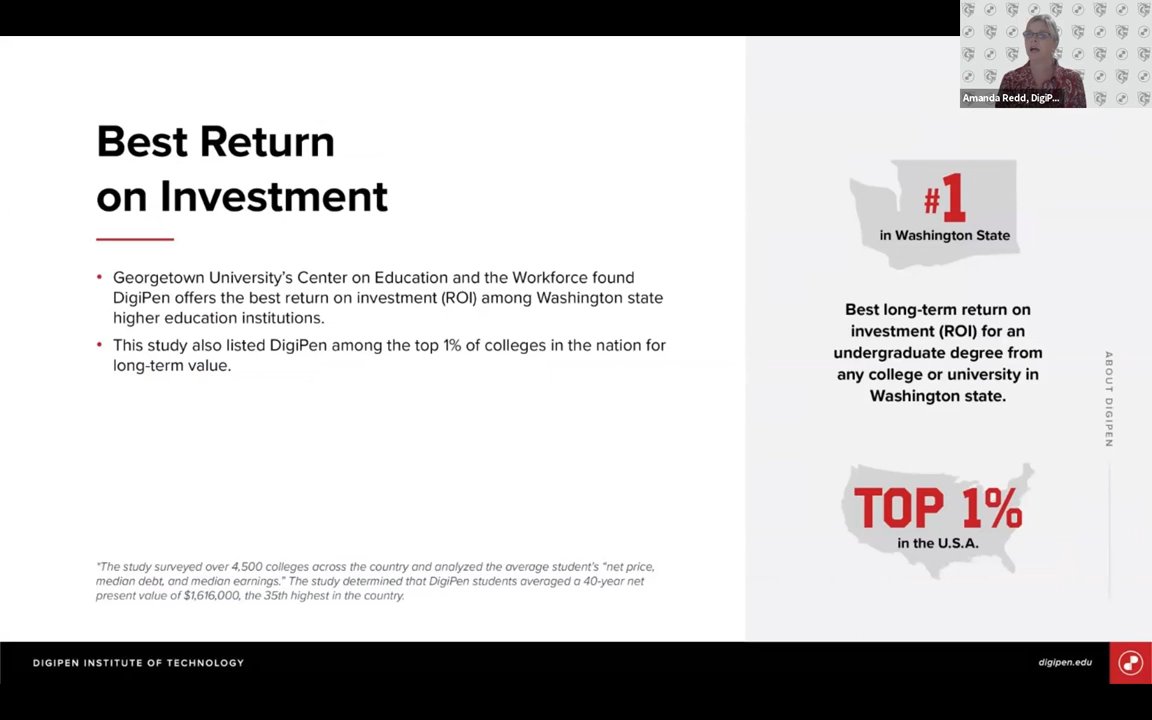 Amanda Redd, DigiP...
Best Return
on Investment
• Georgetown University's Center on Education and the Workforce found
DigiPen offers the best return on investment (ROI) among Washington state
higher education institutions.
• This study also listed DigiPen among the top 1% of colleges in the nation for
long-term value.
"The study surveyed over 4,500 colleges across the country and analyzed the average student's "net price,
median debt, and median earnings." The study determined that DigiPen students averaged a 40-year net
present value of $1,616,000, the 35th highest in the country.
#1
in Washington State
Best long-term return on
investment (ROI) for an
undergraduate degree from
any college or university in
Washington state.
TOP 1%
in the U.S.A.
ABOUT DIGIPEN
DIGIPEN INSTITUTE OF TECHNOLOGY
digipen.edu